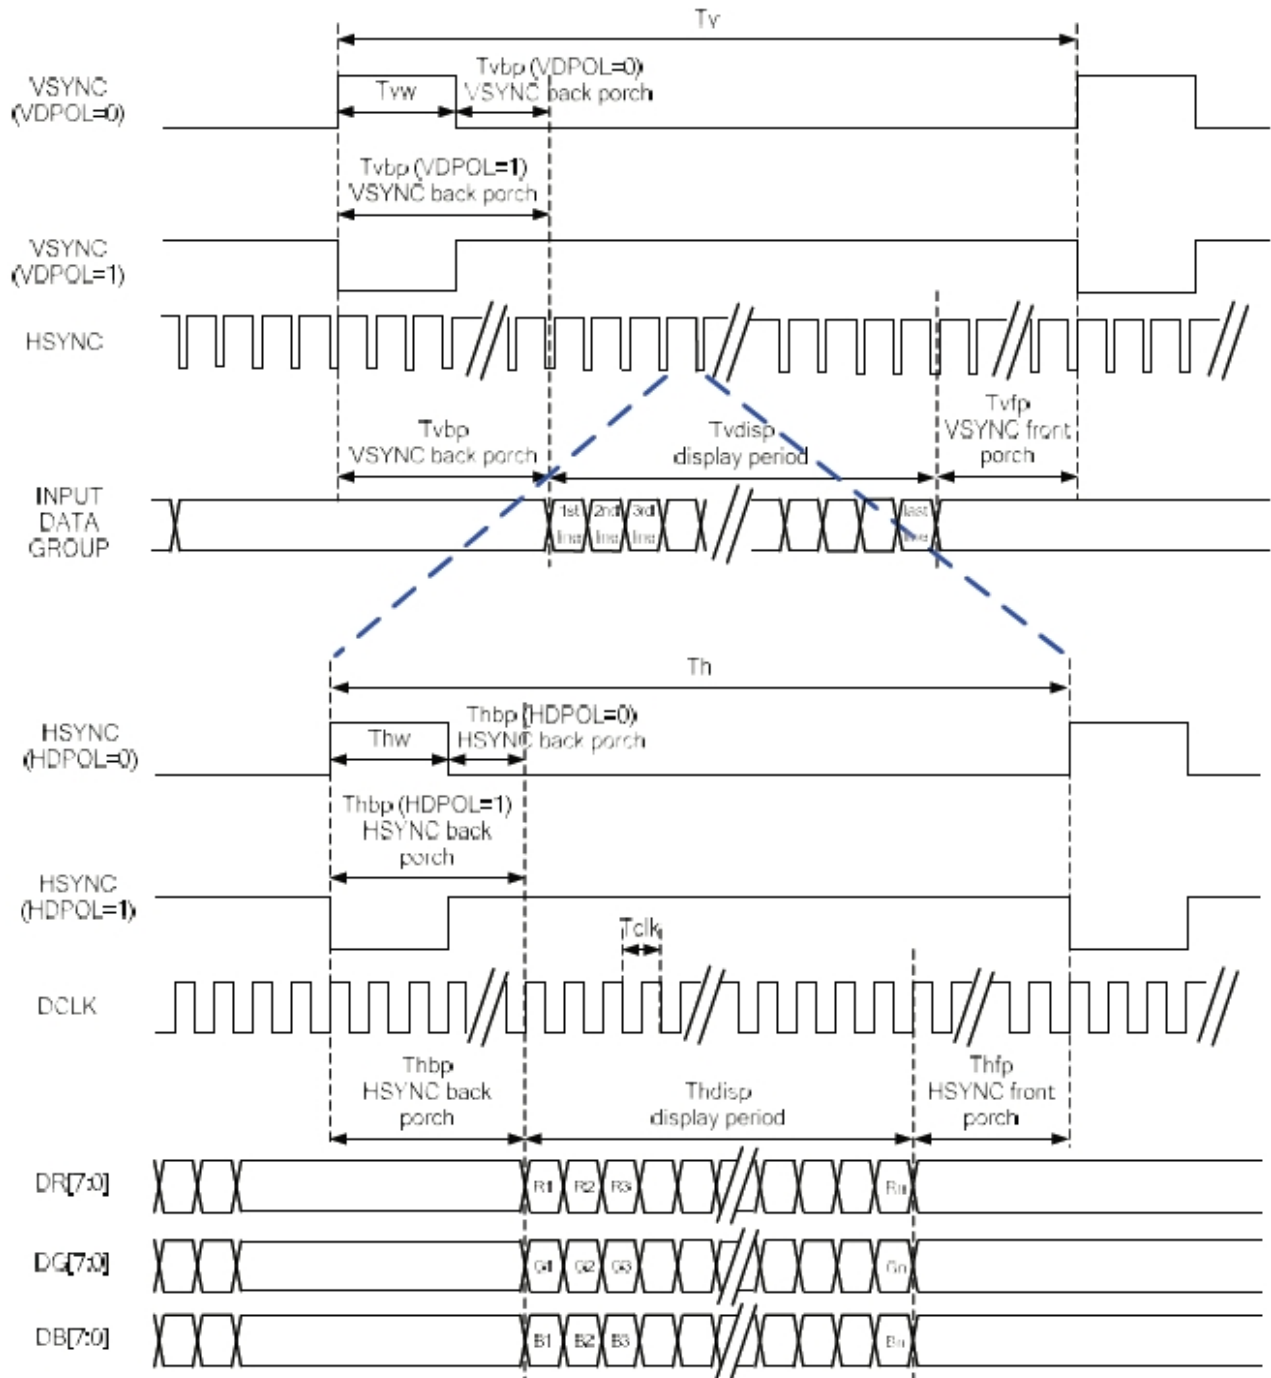 Tv
VSYNC
(VDPOL=0)
Tvw
Tvbp (VDPOL=0)
VSYNC back porch
Tvbp (VDPOL=1)
VSYNC back porch
VSYNC
(VDPOL=1)
HSYNC
Tvbp
VSYNC back porch
Tvdisp
display period
Tvfp
VSYNC front
porch
INPUT
DATA
GROUP
1st
line
2nd
line
3rd
line
last
line
Th
HSYNC
(HDPOL=0)
Thw
Thbp (HDPOL=0)
HSYNC back porch
Thbp (HDPOL=1)
HSYNC back
porch
HSYNC
(HDPOL=1)
Tclk
DCLK
Thbp
HSYNC back
porch
Thdisp
display period
Thfp
HSYNC front
porch
DR[7:0]
R1
R2
R3
Rn
DG[7:0]
G1
G2
G3
Gn
DB[7:0]
B1
B2
B3
Bn